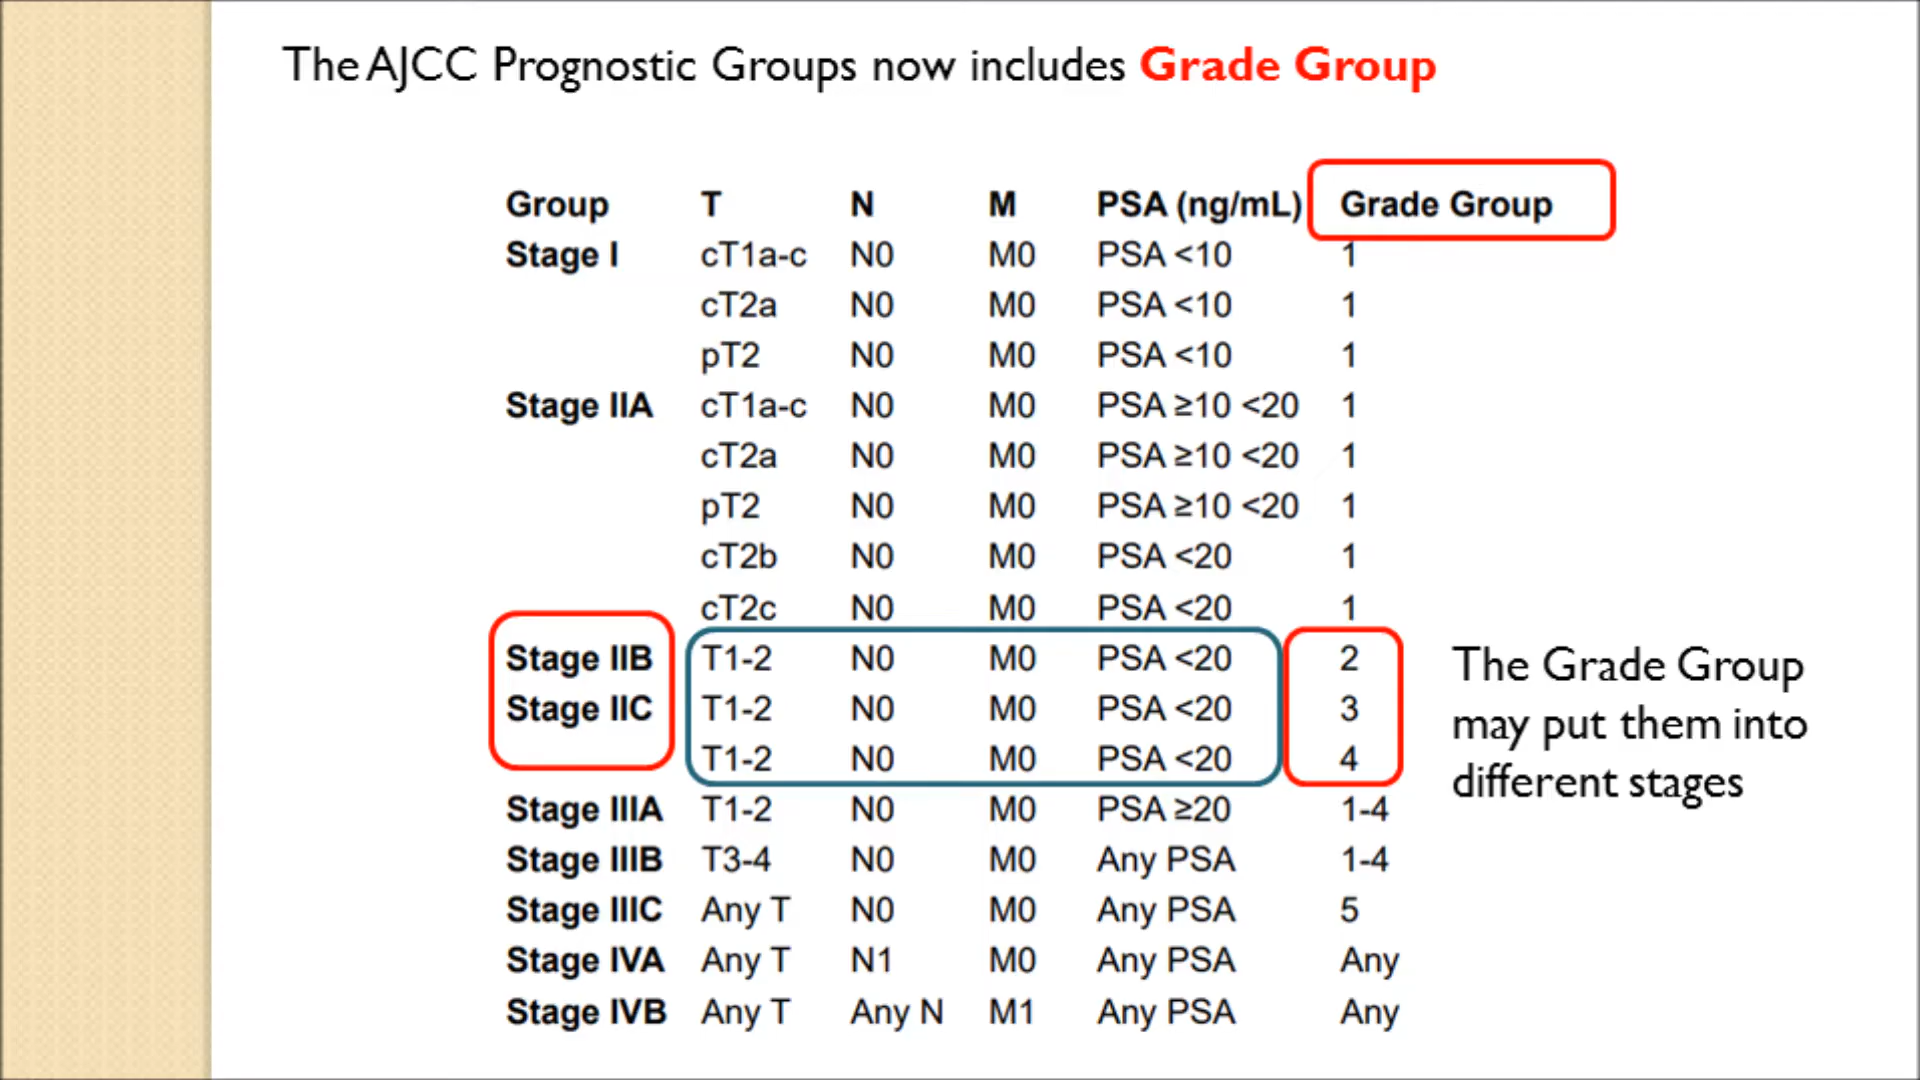 The AJCC Prognostic Groups now includes Grade Group
Group T N M PSA (ng/mL) Grade Group
Stage I cT1a-c N0 M0 PSA <10 1
cT2a N0 M0 PSA <10 1
pT2 N0 M0 PSA <10 1
Stage IIA cT1a-c N0 M0 PSA ≥10 <20 1
cT2a N0 M0 PSA ≥10 <20 1
pT2 N0 M0 PSA ≥10 <20 1
cT2b N0 M0 PSA <20 1
cT2c N0 M0 PSA <20 1
Stage IIB T1-2 N0 M0 PSA <20 2
Stage IIC T1-2 N0 M0 PSA <20 3
T1-2 N0 M0 PSA <20 4
Stage IIIA T1-2 N0 M0 PSA ≥20 1-4
Stage IIIB T3-4 N0 M0 Any PSA 1-4
Stage IIIC Any T N0 M0 Any PSA 5
Stage IVA Any T N1 M0 Any PSA Any
Stage IVB Any T Any N M1 Any PSA Any
The Grade Group
may put them into
different stages